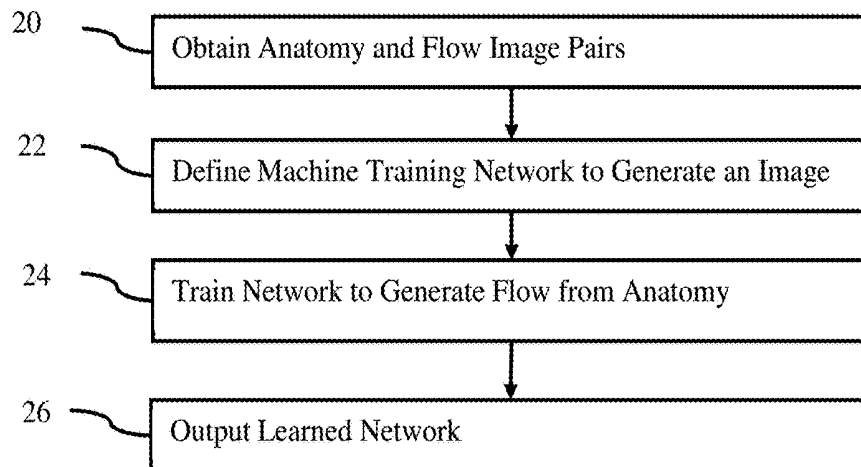 20
Obtain Anatomy and Flow Image Pairs
22
Define Machine Training Network to Generate an Image
24
Train Network to Generate Flow from Anatomy
26
Output Learned Network